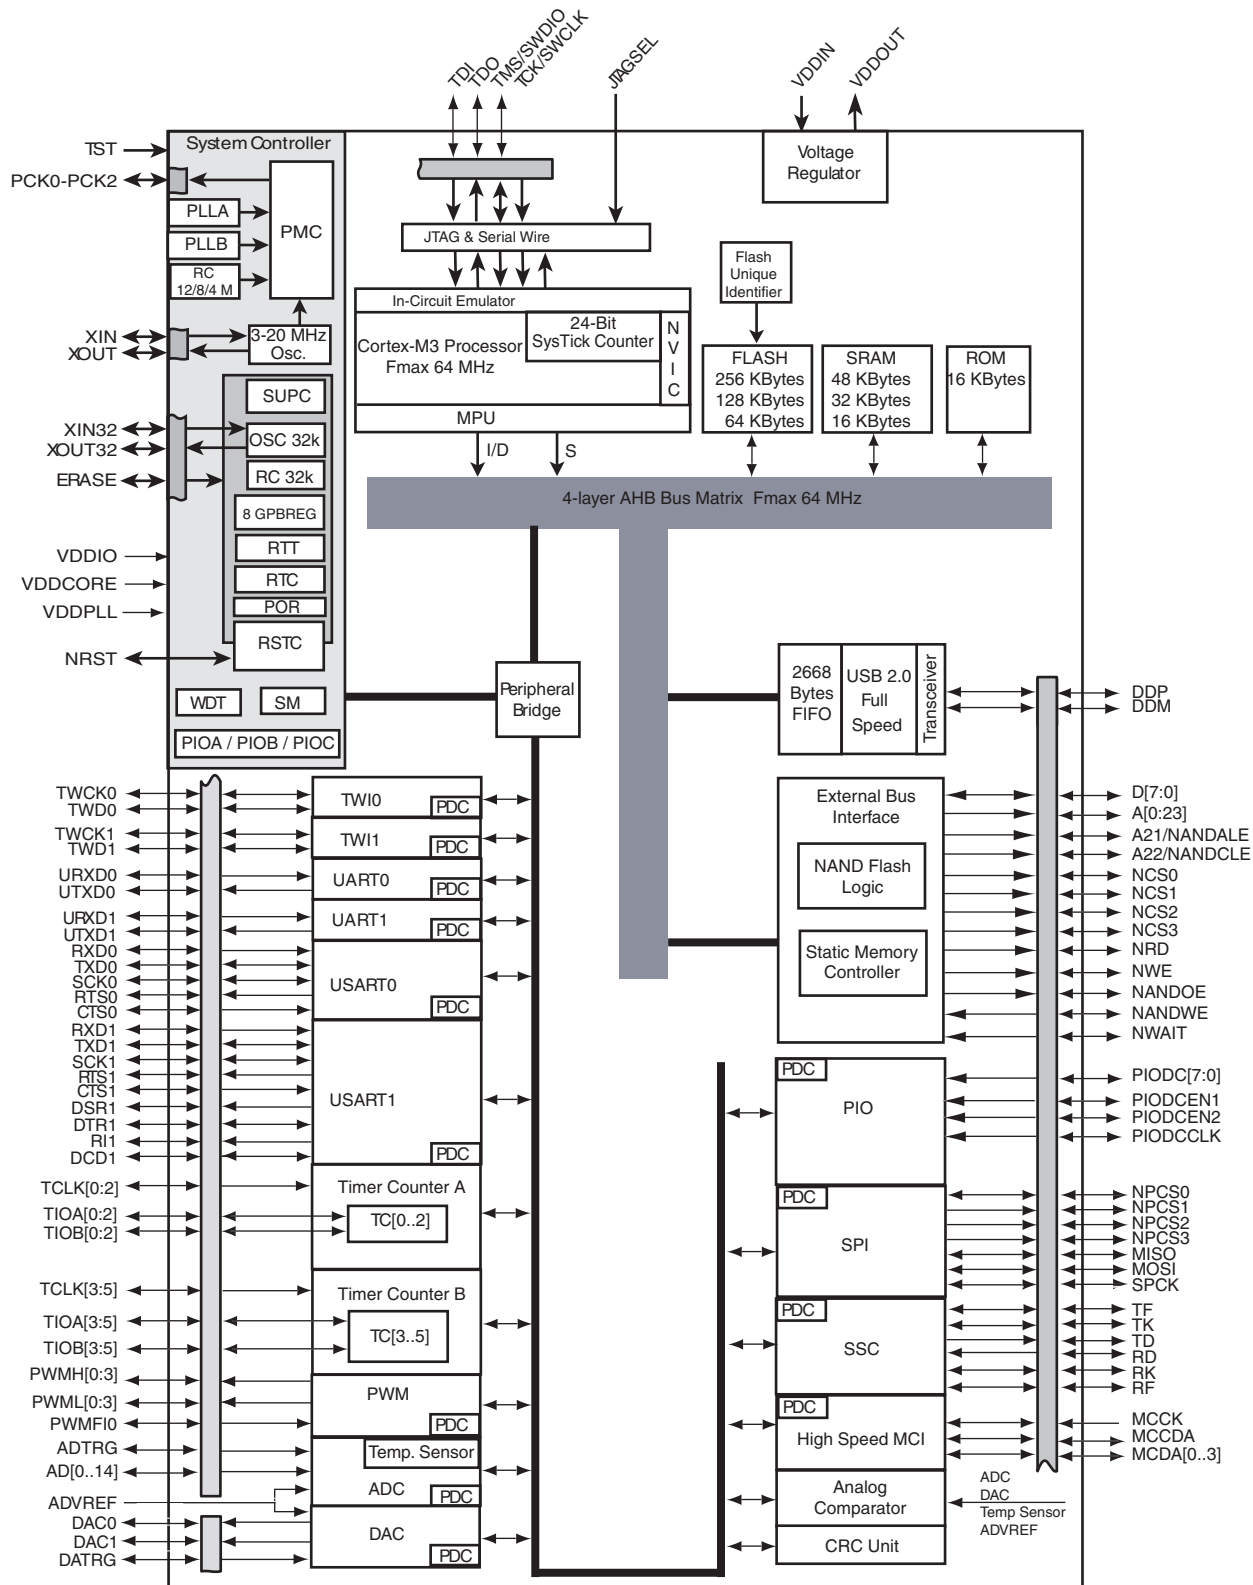 TDI
TDO
TMS/SWDIO
TCK/SWCLK
JTAGSEL
VDDIN
VDDOUT
System Controller
TST
PCK0-PCK2
PLLA
PLLB
RC
12/8/4 M
PMC
XIN
XOUT
3-20 MHz
Osc.
SUPC
XIN32
XOUT32
ERASE
OSC 32k
RC 32k
8 GPBREG
RTT
RTC
POR
RSTC
VDDIO
VDDCORE
VDDPLL
NRST
WDT
SM
PIOA / PIOB / PIOC
JTAG & Serial Wire
In-Circuit Emulator
Cortex-M3 Processor
Fmax 64 MHz
24-Bit
SysTick Counter
N
V
I
C
MPU
I/D
S
Voltage
Regulator
Flash
Unique
Identifier
FLASH
256 KBytes
128 KBytes
64 KBytes
SRAM
48 KBytes
32 KBytes
16 KBytes
ROM
16 KBytes
4-layer AHB Bus Matrix Fmax 64 MHz
Peripheral
Bridge
2668
Bytes
FIFO
USB 2.0
Full
Speed
Transceiver
DDP
DDM
TWCK0
TWD0
TWCK1
TWD1
URXD0
UTXD0
URXD1
UTXD1
RXD0
TXD0
SCK0
RTS0
CTS0
RXD1
TXD1
SCK1
RTS1
CTS1
DSR1
DTR1
RI1
DCD1
TCLK[0:2]
TIOA[0:2]
TIOB[0:2]
TCLK[3:5]
TIOA[3:5]
TIOB[3:5]
PWMH[0:3]
PWML[0:3]
PWMFI0
ADTRG
AD[0..14]
ADVREF
DAC0
DAC1
DATRG
TWI0
PDC
TWI1
PDC
UART0
PDC
UART1
PDC
USART0
PDC
USART1
PDC
Timer Counter A
TC[0..2]
Timer Counter B
TC[3..5]
PWM
PDC
Temp. Sensor
ADC
PDC
DAC
PDC
External Bus
Interface
NAND Flash
Logic
Static Memory
Controller
D[7:0]
A[0:23]
A21/NANDALE
A22/NANDCLE
NCS0
NCS1
NCS2
NCS3
NRD
NWE
NANDOE
NANDWE
NWAIT
PDC
PIO
PIODC[7:0]
PIODCEN1
PIODCEN2
PIODCCLK
PDC
SPI
NPCS0
NPCS1
NPCS2
NPCS3
MISO
MOSI
SPCK
PDC
SSC
TF
TK
TD
RD
RK
RF
PDC
High Speed MCI
MCCK
MCCDA
MCDA[0..3]
Analog
Comparator
ADC
DAC
Temp Sensor
ADVREF
CRC Unit